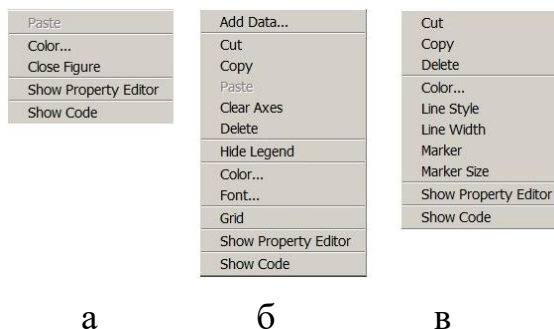 Paste
Color...
Close Figure
Show Property Editor
Show Code
Add Data...
Cut
Copy
Paste
Clear Axes
Delete
Hide Legend
Color...
Font...
Grid
Show Property Editor
Show Code
Cut
Copy
Delete
Color...
Line Style
Line Width
Marker
Marker Size
Show Property Editor
Show Code
а б в